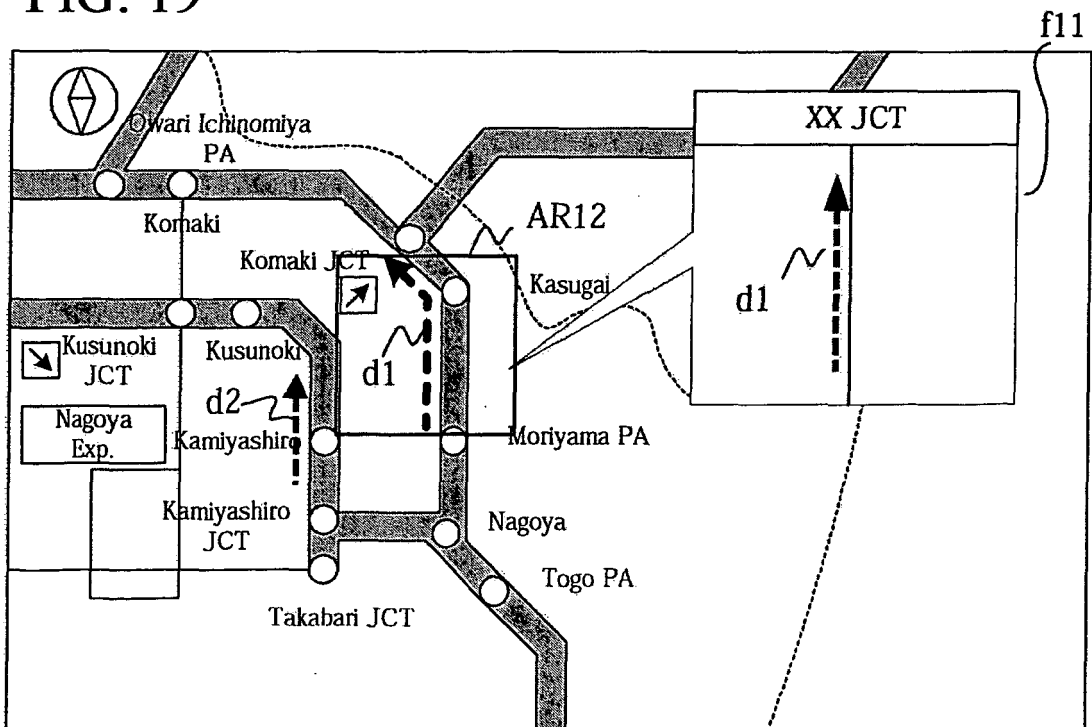 FIG. 19
f11
Owari Ichinomiya
PA
XX JCT
Komaki
AR12
Komaki JCT
Kasugai
d1
d1
Kusunoki
JCT
Kusunoki
d2
Nagoya
Exp.
Kamiyashiro
Moriyama PA
Kamiyashiro
JCT
Nagoya
Togo PA
Takabari JCT